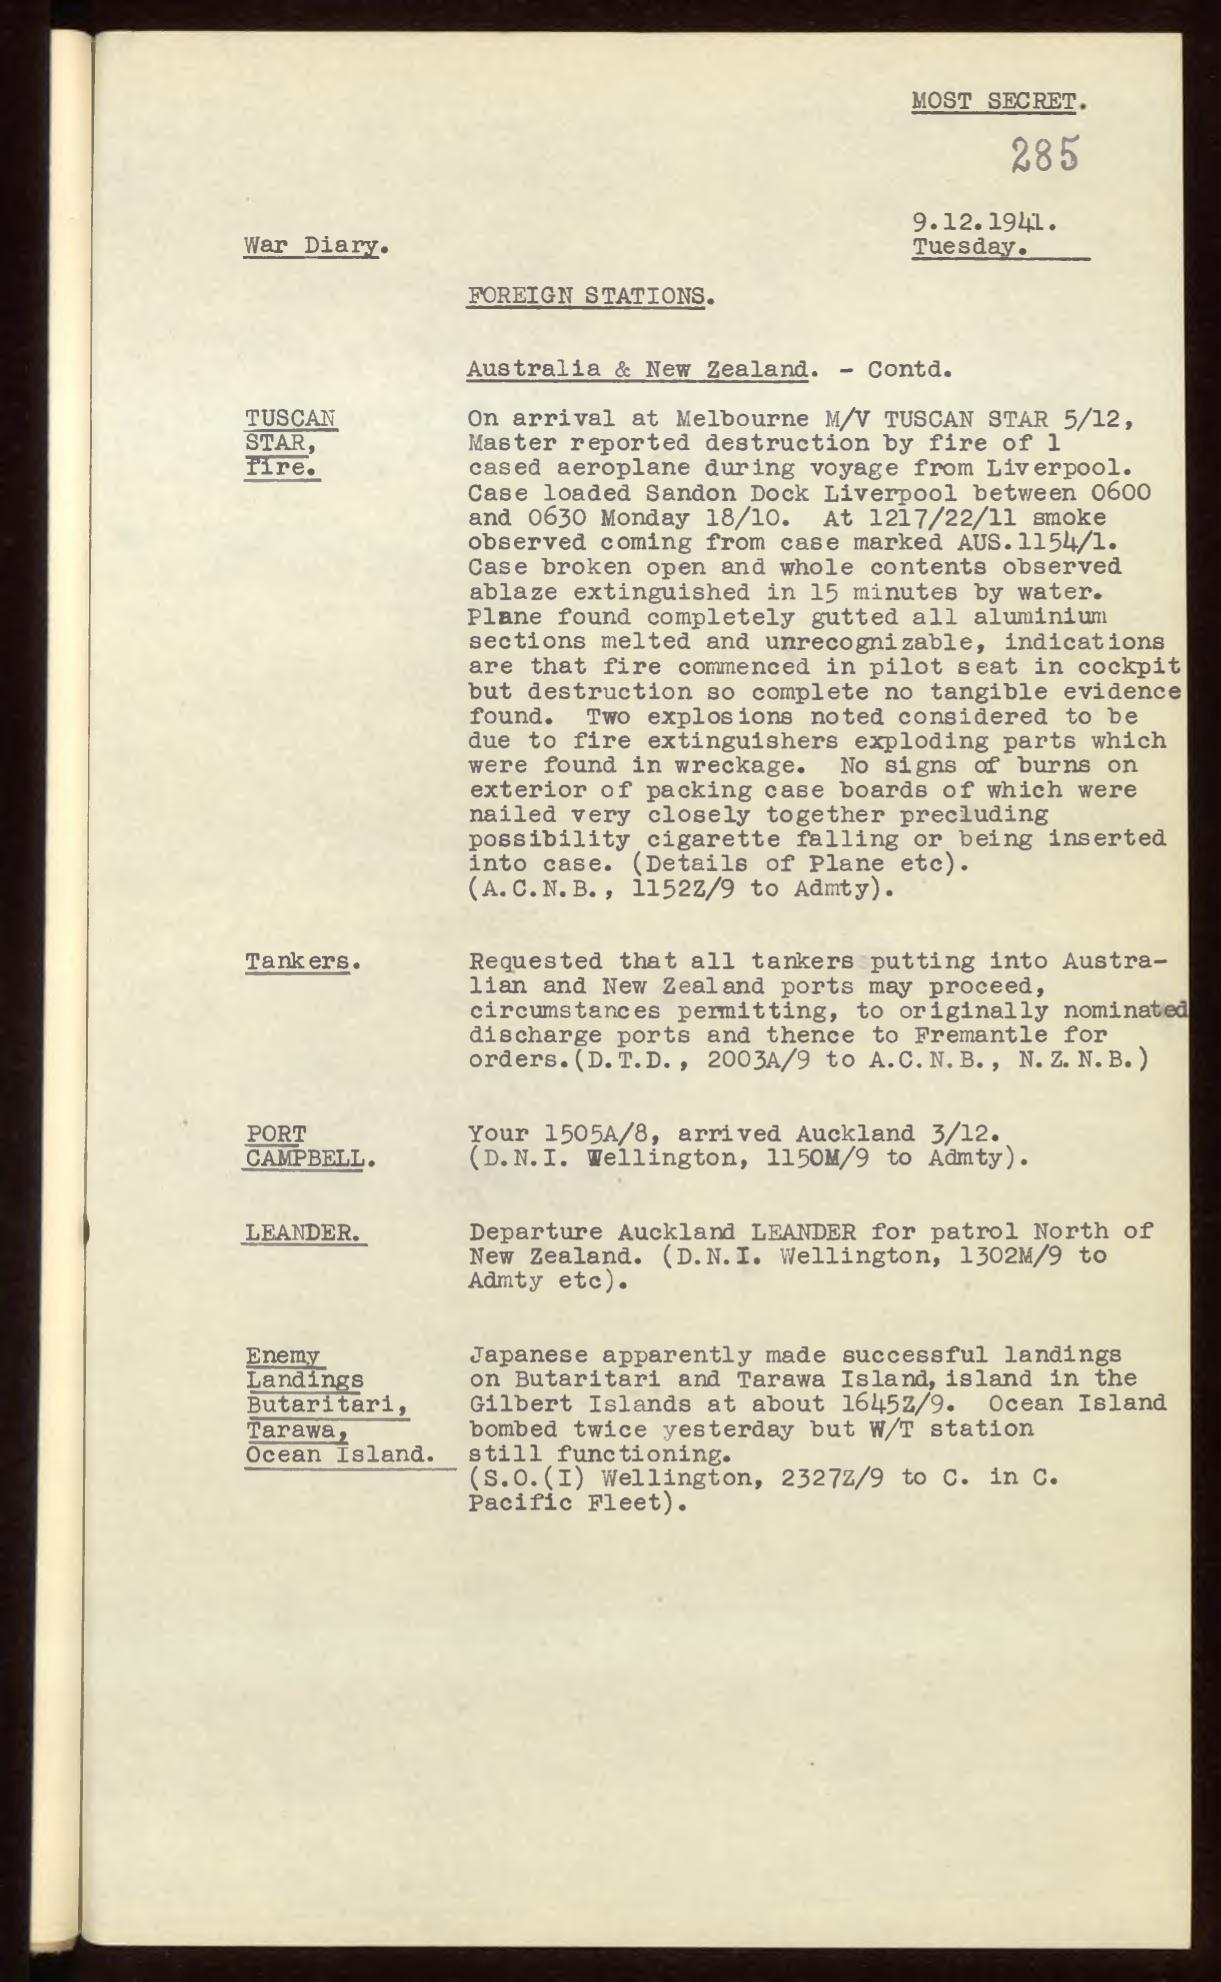 MOST SECRET.
285
9.12.1941.
War Diary.
Tuesday.
FOREIGN STATIONS.
Australia & New Zealand. - Contd.
TUSCAN
STAR,
fire.
On arrival at Melbourne M/V TUSCAN STAR 5/12,
Master reported destruction by fire of 1
cased aeroplane during voyage from Liverpool.
Case loaded Sandon Dock Liverpool between 0600
and 0630 Monday 18/10. At 1217/22/11 smoke
observed coming from case marked AUS.1154/1.
Case broken open and whole contents observed
ablaze extinguished in 15 minutes by water.
Plane found completely gutted all aluminium
sections melted and unrecognizable, indications
are that fire commenced in pilot seat in cockpit
but destruction so complete no tangible evidence
found. Two explosions noted considered to be
due to fire extinguishers exploding parts which
were found in wreckage. No signs of burns on
exterior of packing case boards of which were
nailed very closely together precluding
possibility cigarette falling or being inserted
into case. (Details of Plane etc).
(A.C.N.B., 1152Z/9 to Admty).
Tankers.
Requested that all tankers putting into Austra-
lian and New Zealand ports may proceed,
circumstances permitting, to originally nominated
discharge ports and thence to Fremantle for
orders.(D.T.D., 2003A/9 to A.C.N.B., N.Z.N.B.)
PORT
CAMPBELL.
Your 1505A/8, arrived Auckland 3/12.
(D.N.I. Wellington, 1150M/9 to Admty).
LEANDER.
Departure Auckland LEANDER for patrol North of
New Zealand. (D.N.I. Wellington, 1302M/9 to
Admty etc).
Enemy
Landings
Butaritari,
Tarawa,
Ocean Island.
Japanese apparently made successful landings
on Butaritari and Tarawa Island, island in the
Gilbert Islands at about 1645Z/9. Ocean Island
bombed twice yesterday but W/T station
still functioning.
(S.O.(I) Wellington, 2327Z/9 to C. in C.
Pacific Fleet).